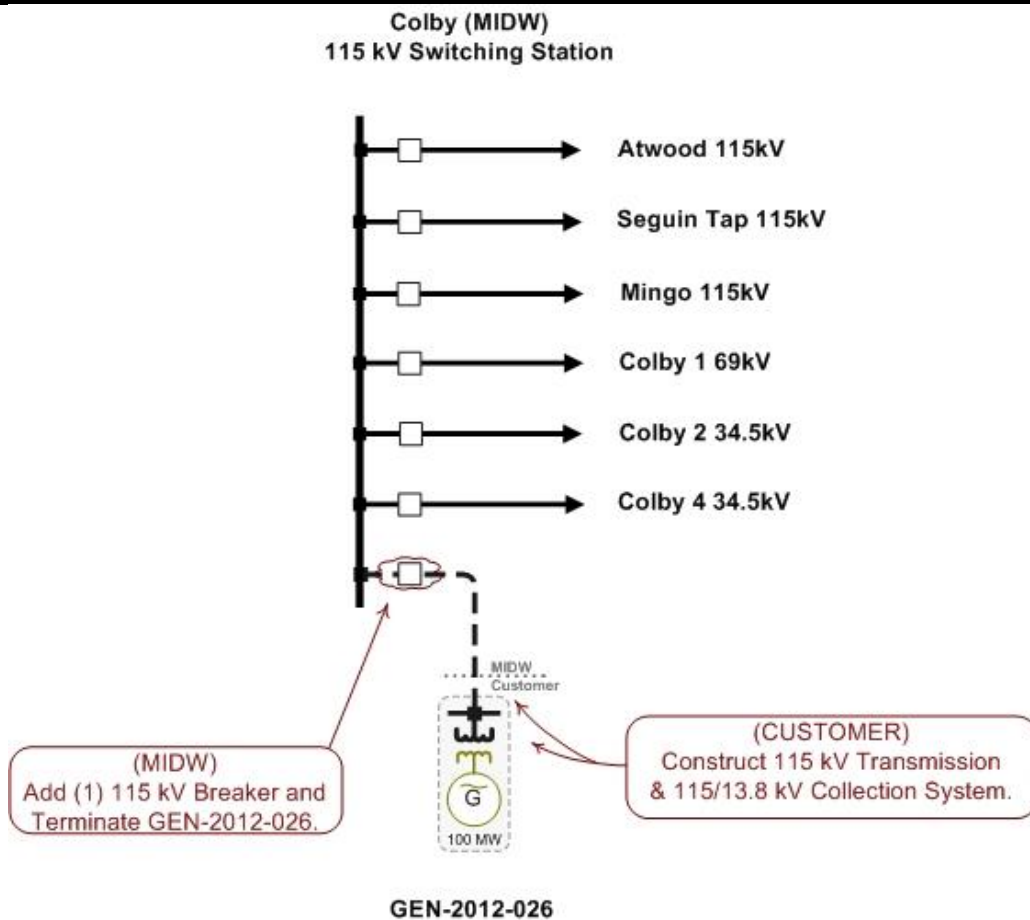 Colby (MIDW)
115 kV Switching Station
Atwood 115kV
Seguin Tap 115kV
Mingo 115kV
Colby 1 69kV
Colby 2 34.5kV
Colby 4 34.5kV
MIDW
Customer
(MIDW)
Add (1) 115 kV Breaker and
Terminate GEN-2012-026.
(CUSTOMER)
Construct 115 kV Transmission
& 115/13.8 kV Collection System.
G
100 MW
GEN-2012-026